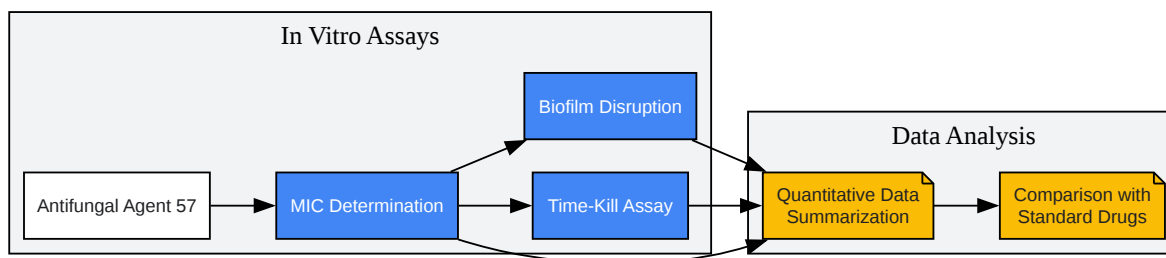 In Vitro Assays
Biofilm Disruption
Data Analysis
Antifungal Agent 57
MIC Determination
Time-Kill Assay
Quantitative Data
Summarization
Comparison with
Standard Drugs